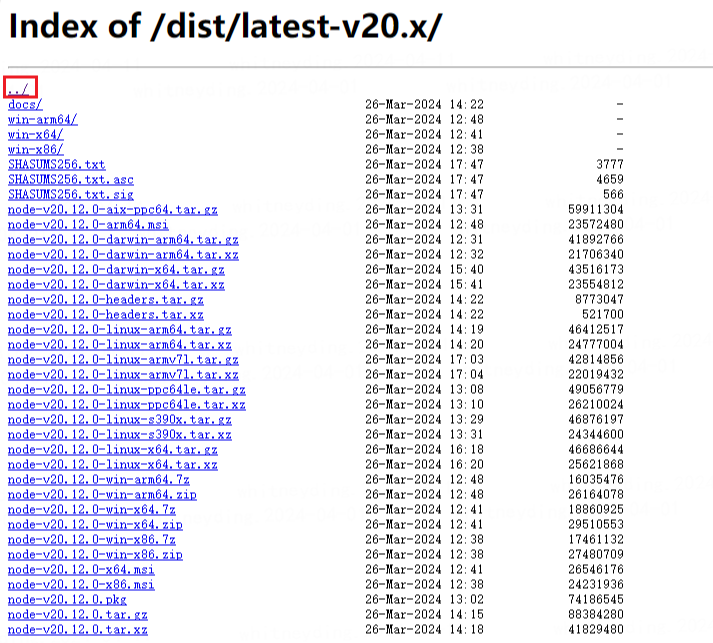 Index of /dist/latest-v20.x/
../
docs/ 26-Mar-2024 14:22 -
win-arm64/ 26-Mar-2024 12:48 -
win-x64/ 26-Mar-2024 12:41 -
win-x86/ 26-Mar-2024 12:38 -
SHASUMS256.txt 26-Mar-2024 17:47 3777
SHASUMS256.txt.asc 26-Mar-2024 17:47 4659
SHASUMS256.txt.sig 26-Mar-2024 17:47 566
node-v20.12.0-aix-ppc64.tar.gz 26-Mar-2024 13:31 59911304
node-v20.12.0-arm64.msi 26-Mar-2024 12:48 23572480
node-v20.12.0-darwin-arm64.tar.gz 26-Mar-2024 12:31 41892766
node-v20.12.0-darwin-arm64.tar.xz 26-Mar-2024 12:32 21706340
node-v20.12.0-darwin-x64.tar.gz 26-Mar-2024 15:40 43516173
node-v20.12.0-darwin-x64.tar.xz 26-Mar-2024 15:41 23554812
node-v20.12.0-headers.tar.gz 26-Mar-2024 14:22 8773047
node-v20.12.0-headers.tar.xz 26-Mar-2024 14:22 521700
node-v20.12.0-linux-arm64.tar.gz 26-Mar-2024 14:19 46412517
node-v20.12.0-linux-arm64.tar.xz 26-Mar-2024 14:20 24777004
node-v20.12.0-linux-armv7l.tar.gz 26-Mar-2024 17:03 42814856
node-v20.12.0-linux-armv7l.tar.xz 26-Mar-2024 17:04 22019432
node-v20.12.0-linux-ppc64le.tar.gz 26-Mar-2024 13:08 49056779
node-v20.12.0-linux-ppc64le.tar.xz 26-Mar-2024 13:10 26210024
node-v20.12.0-linux-s390x.tar.gz 26-Mar-2024 13:29 46876197
node-v20.12.0-linux-s390x.tar.xz 26-Mar-2024 13:31 24344600
node-v20.12.0-linux-x64.tar.gz 26-Mar-2024 16:18 46686644
node-v20.12.0-linux-x64.tar.xz 26-Mar-2024 16:20 25621868
node-v20.12.0-win-arm64.7z 26-Mar-2024 12:48 16035476
node-v20.12.0-win-arm64.zip 26-Mar-2024 12:48 26164078
node-v20.12.0-win-x64.7z 26-Mar-2024 12:41 18860925
node-v20.12.0-win-x64.zip 26-Mar-2024 12:41 29510553
node-v20.12.0-win-x86.7z 26-Mar-2024 12:38 17461132
node-v20.12.0-win-x86.zip 26-Mar-2024 12:38 27480709
node-v20.12.0-x64.msi 26-Mar-2024 12:41 26546176
node-v20.12.0-x86.msi 26-Mar-2024 12:38 24231936
node-v20.12.0.pkg 26-Mar-2024 13:02 74186545
node-v20.12.0.tar.gz 26-Mar-2024 14:15 88384280
node-v20.12.0.tar.xz 26-Mar-2024 14:18 41829480